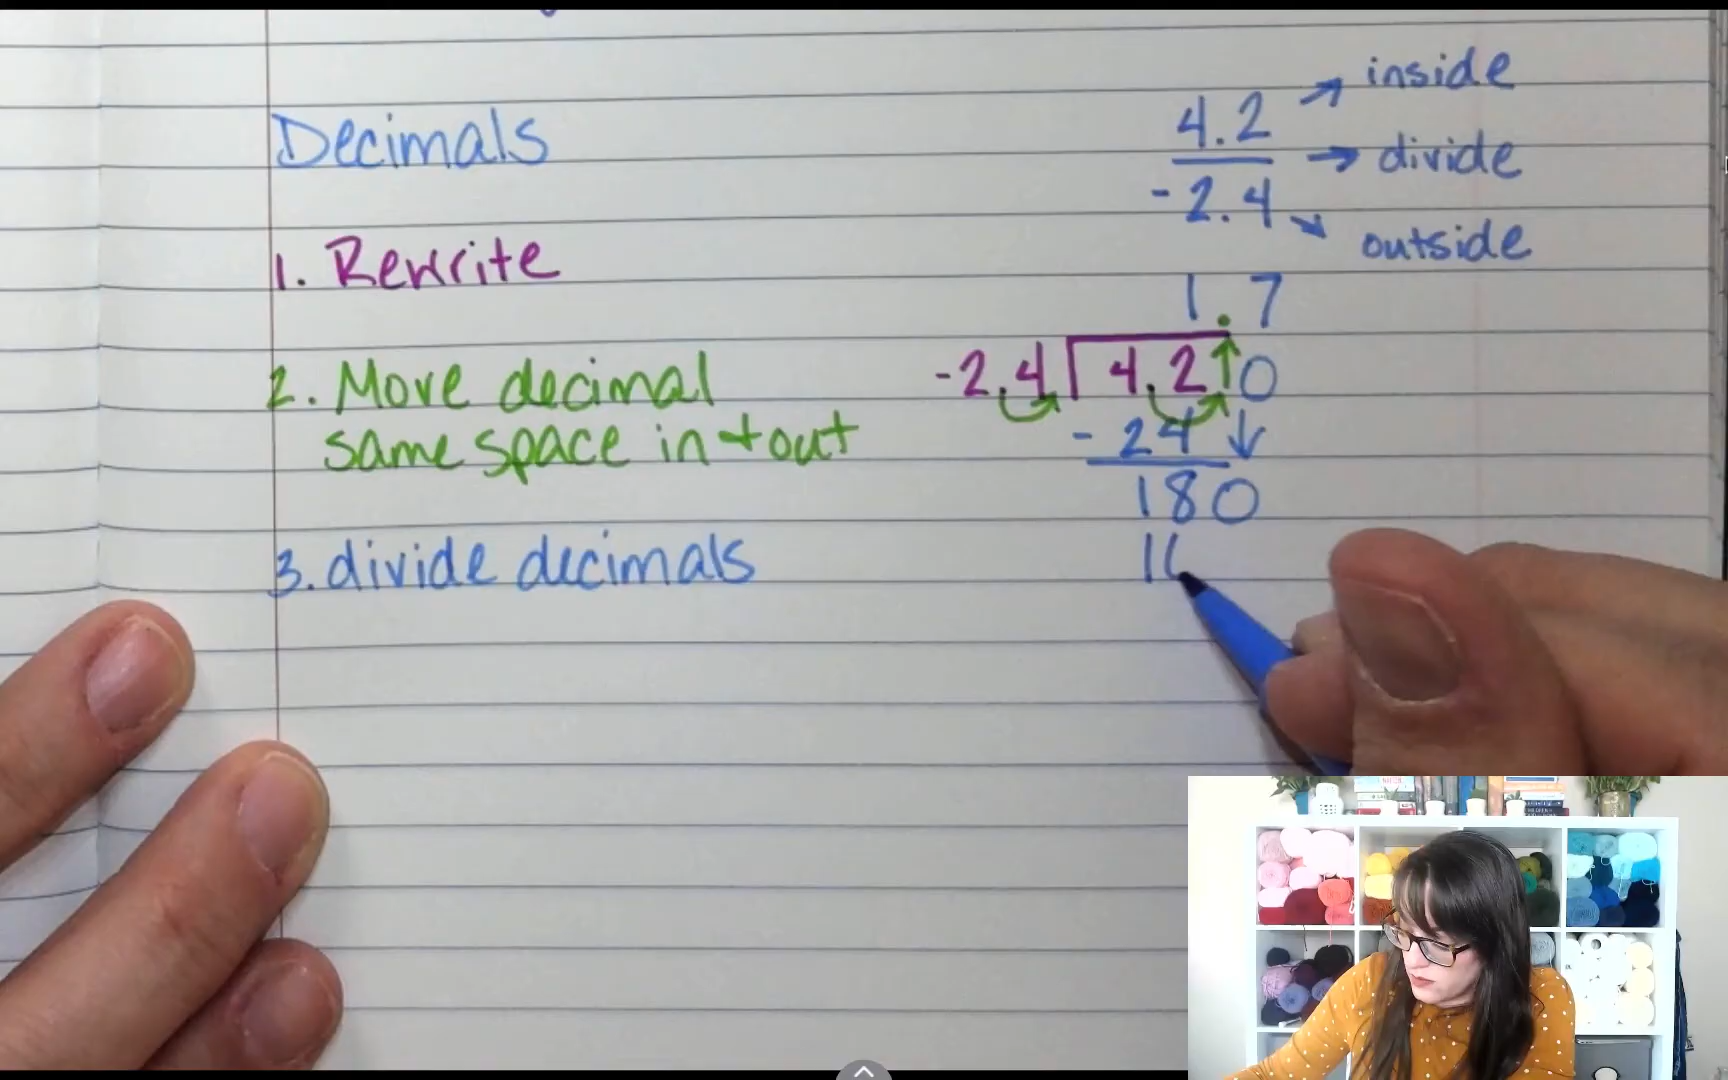 Decimals
1. Rewrite
2. Move decimal
same space in + out
3. divide decimals
4.2 → inside
→ divide
-2.4 → outside
1.7
-2.4 4.2 0
- 24
180
16